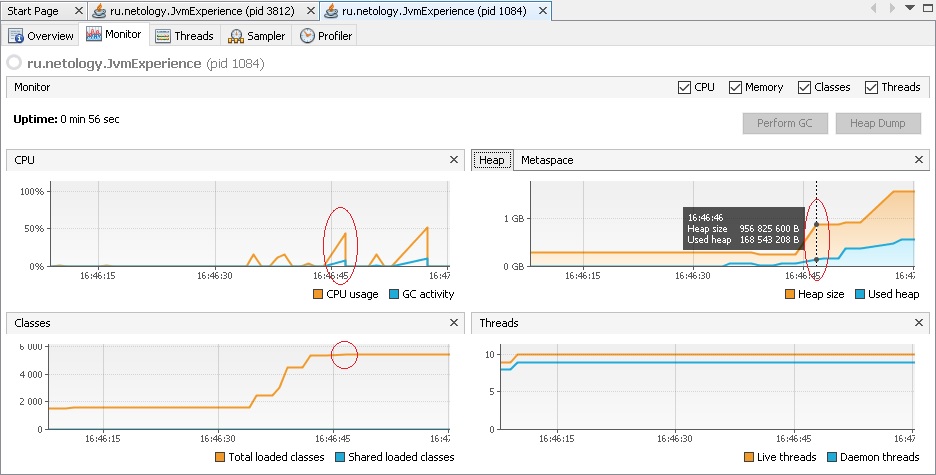 Start Page ru.netology.JvmExperience (pid 3812) ru.netology.JvmExperience (pid 1084)
Overview Monitor Threads Sampler Profiler
ru.netology.JvmExperience (pid 1084)
Monitor CPU Memory Classes Threads
Uptime: 0 min 56 sec Perform GC Heap Dump
CPU
100%
50%
0%
16:46:15 16:46:30 16:46:45 16:47
CPU usage GC activity
Heap Metaspace
1 GB
0 GB
16:46:46
Heap size 956 825 600 B
Used heap 168 543 208 B
16:46:15 16:46:30 16:46:45 16:47
Heap size Used heap
Classes
6 000
4 000
2 000
0
16:46:15 16:46:30 16:46:45 16:47
Total loaded classes Shared loaded classes
Threads
10
5
0
16:46:15 16:46:30 16:46:45 16:47
Live threads Daemon threads